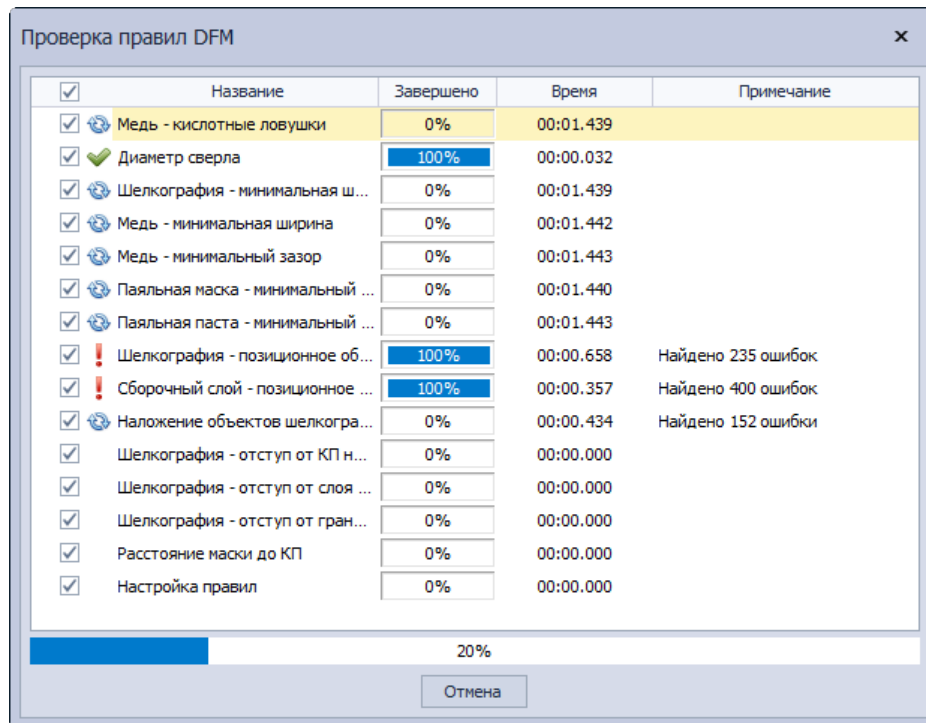 Проверка правил DFM
Название Завершено Время Примечание
Медь - кислотные ловушки 0% 00:01.439
Диаметр сверла 100% 00:00.032
Шелкография - минимальная ш... 0% 00:01.439
Медь - минимальная ширина 0% 00:01.442
Медь - минимальный зазор 0% 00:01.443
Паяльная маска - минимальный ... 0% 00:01.440
Паяльная паста - минимальный ... 0% 00:01.443
Шелкография - позиционное об... 100% 00:00.658 Найдено 235 ошибок
Сборочный слой - позиционное ... 100% 00:00.357 Найдено 400 ошибок
Наложение объектов шелкогра... 0% 00:00.434 Найдено 152 ошибки
Шелкография - отступ от КП н... 0% 00:00.000
Шелкография - отступ от слоя ... 0% 00:00.000
Шелкография - отступ от гран... 0% 00:00.000
Расстояние маски до КП 0% 00:00.000
Настройка правил 0% 00:00.000
20%
Отмена